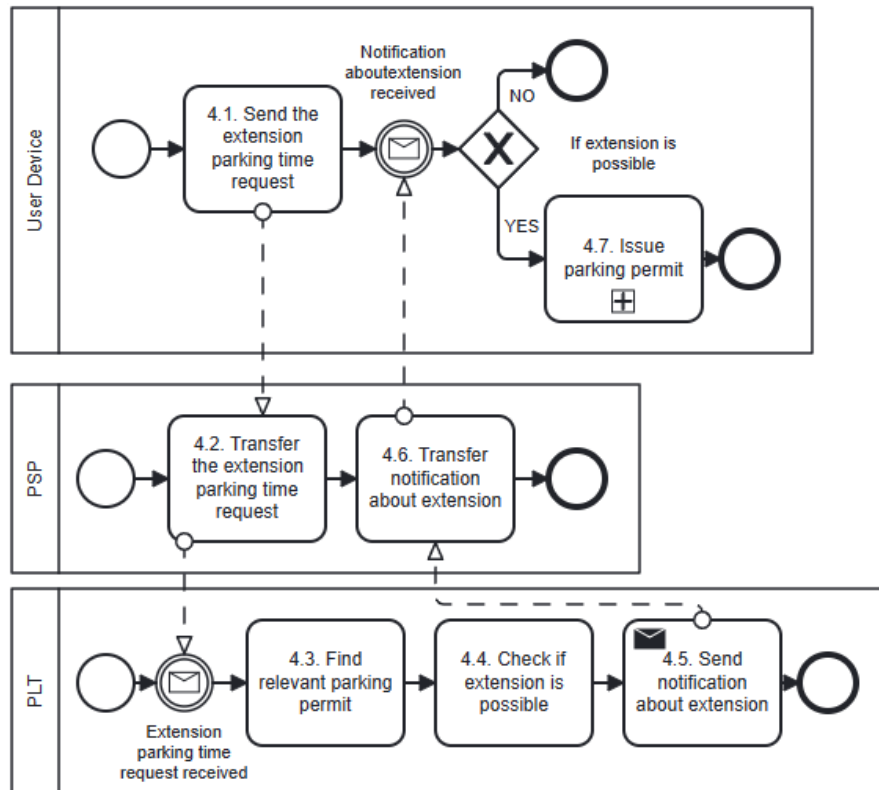 User Device
4.1. Send the
extension
parking time
request
Notification
aboutextension
received
NO
If extension is
possible
YES
4.7. Issue
parking permit
PSP
4.2. Transfer
the extension
parking time
request
4.6. Transfer
notification
about extension
PLT
Extension
parking time
request received
4.3. Find
relevant parking
permit
4.4. Check if
extension is
possible
4.5. Send
notification
about extension